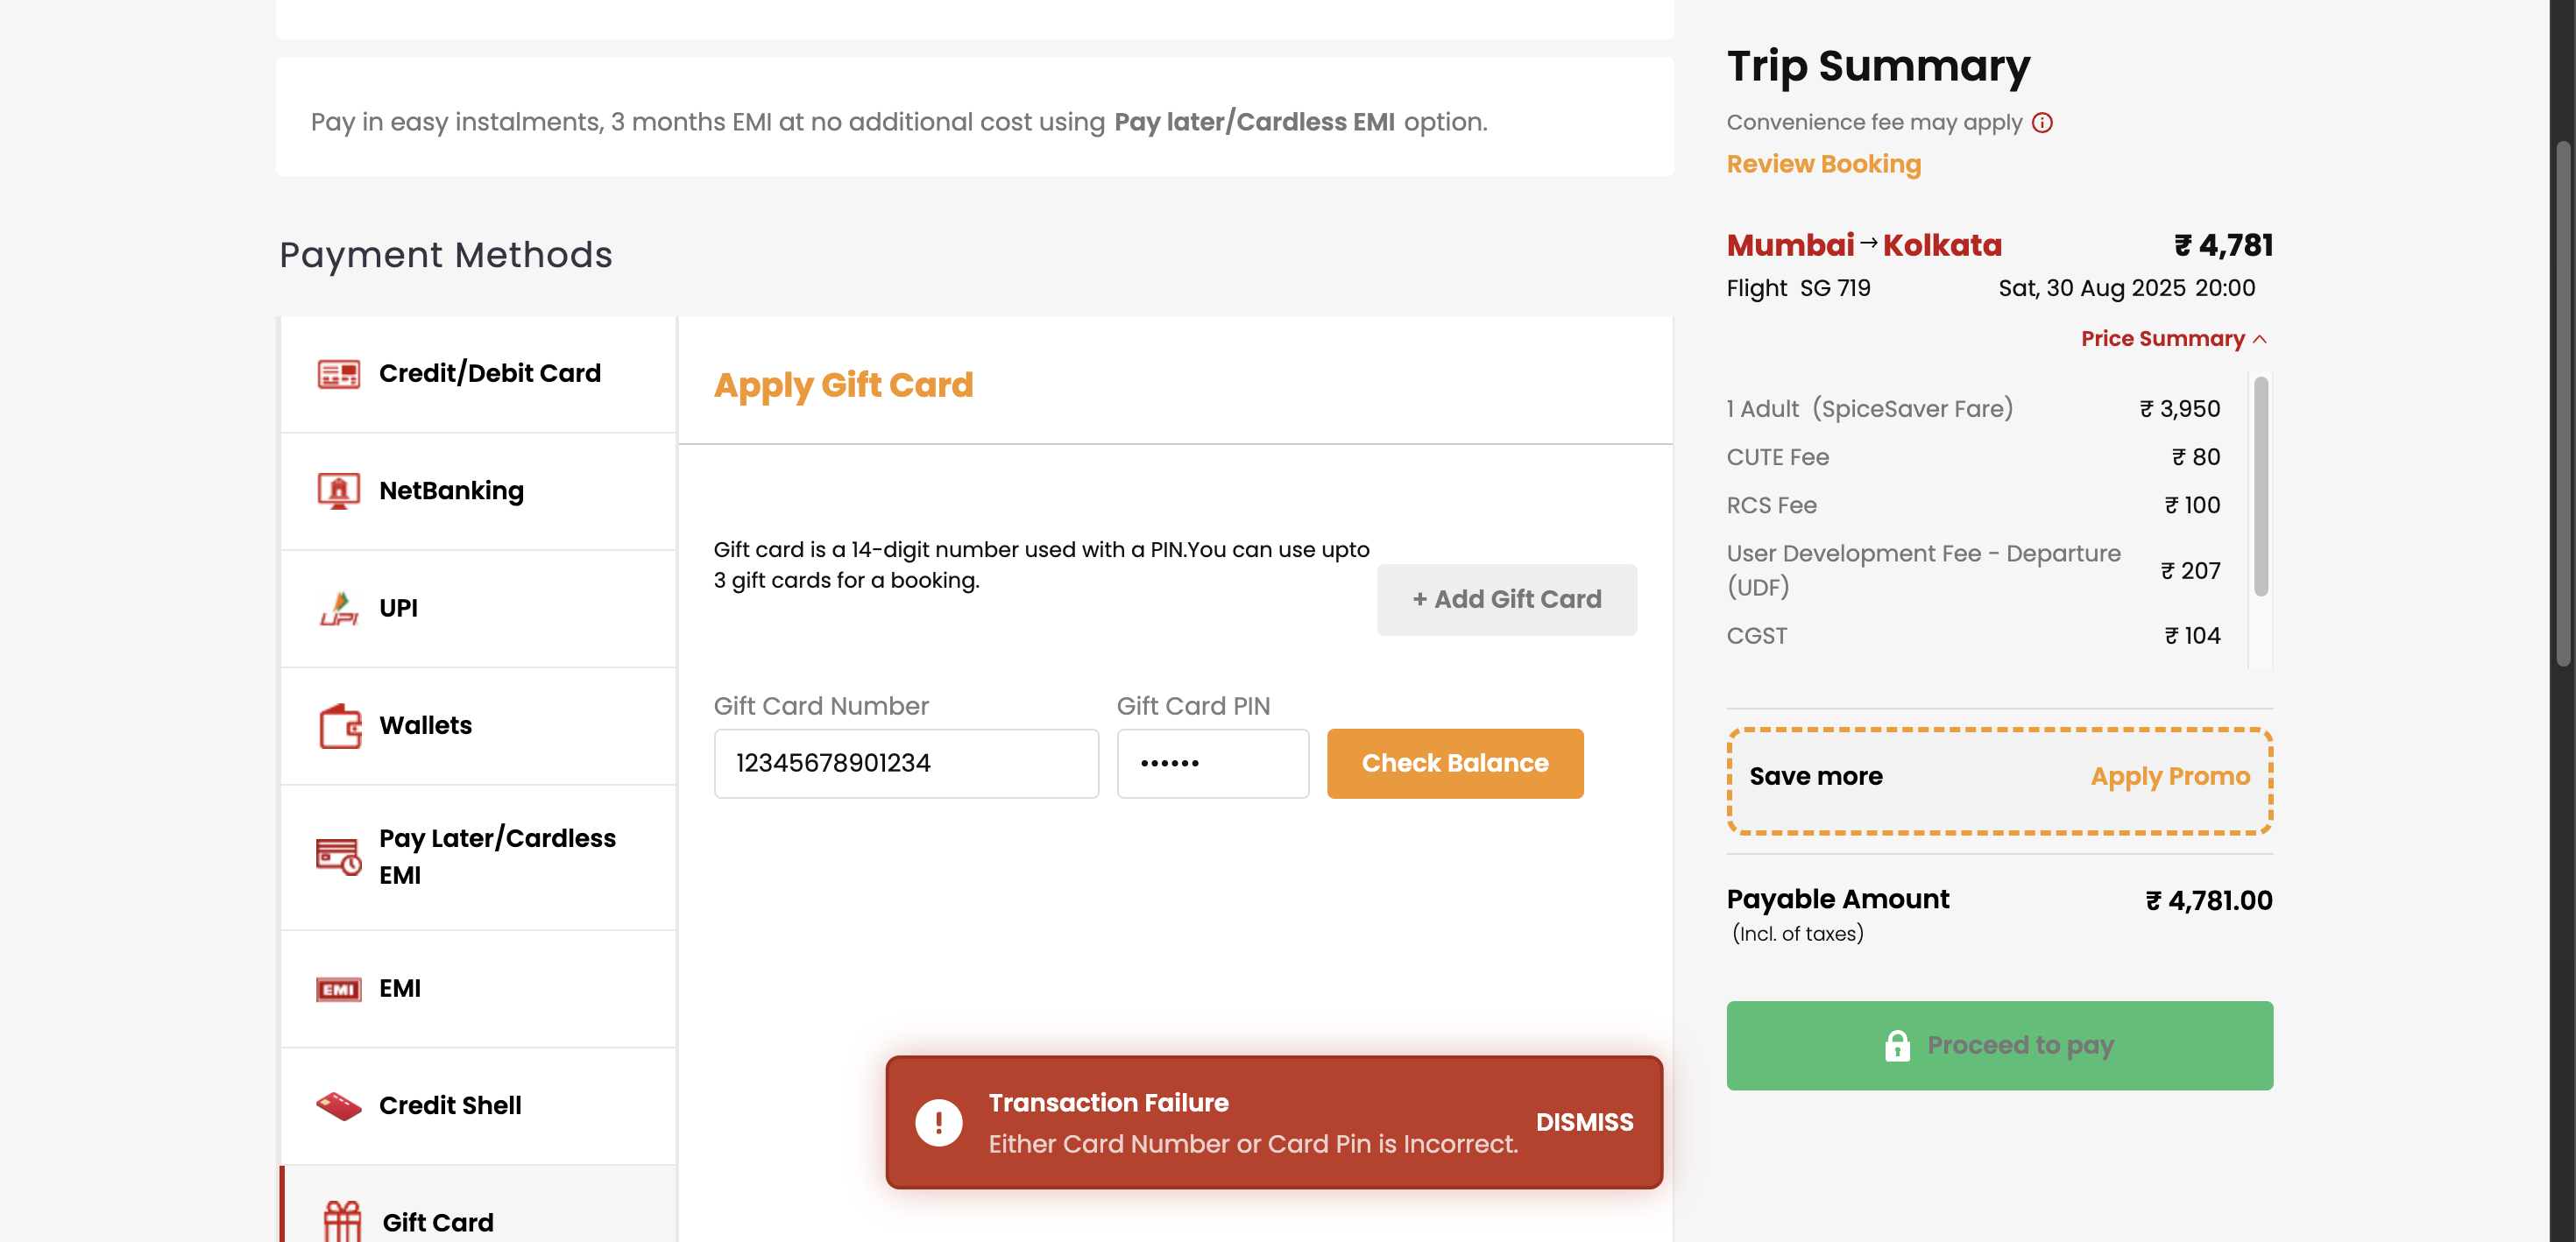 Pay in easy instalments, 3 months EMI at no additional cost using Pay later/Cardless EMI option.
Payment Methods
Credit/Debit Card
NetBanking
UPI
UPI
Wallets
Pay Later/Cardless
EMI
EMI
EMI
Credit Shell
Gift Card
Apply Gift Card
Gift card is a 14-digit number used with a PIN.You can use upto
3 gift cards for a booking.
+ Add Gift Card
Gift Card Number
Gift Card PIN
12345678901234
••••••
Check Balance
Transaction Failure
Either Card Number or Card Pin is Incorrect.
DISMISS
Trip Summary
Convenience fee may apply
Review Booking
Mumbai → Kolkata ₹ 4,781
Flight SG 719 Sat, 30 Aug 2025 20:00
Price Summary
1 Adult (SpiceSaver Fare) ₹ 3,950
CUTE Fee ₹ 80
RCS Fee ₹ 100
User Development Fee - Departure
(UDF) ₹ 207
CGST ₹ 104
Save more Apply Promo
Payable Amount ₹ 4,781.00
(Incl. of taxes)
Proceed to pay